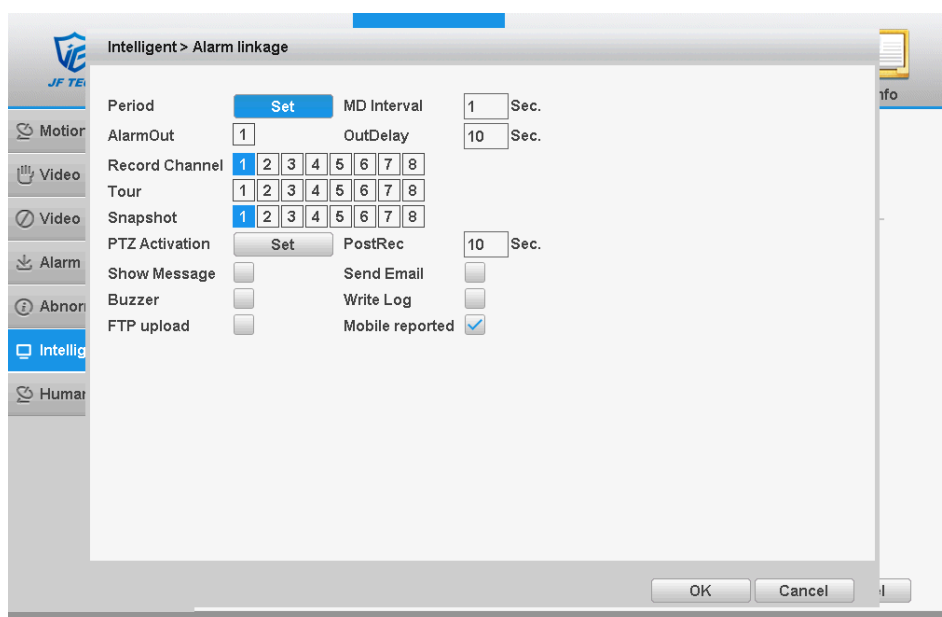 Intelligent > Alarm linkage
JF TE
nfo
Period Set MD Interval 1 Sec.
AlarmOut 1 OutDelay 10 Sec.
Record Channel 1 2 3 4 5 6 7 8
Tour 1 2 3 4 5 6 7 8
Snapshot 1 2 3 4 5 6 7 8
PTZ Activation Set PostRec 10 Sec.
Show Message Send Email
Buzzer Write Log
FTP upload Mobile reported
Motion
Video
Video
Alarm
Abnor
Intellig
Human
OK Cancel
l